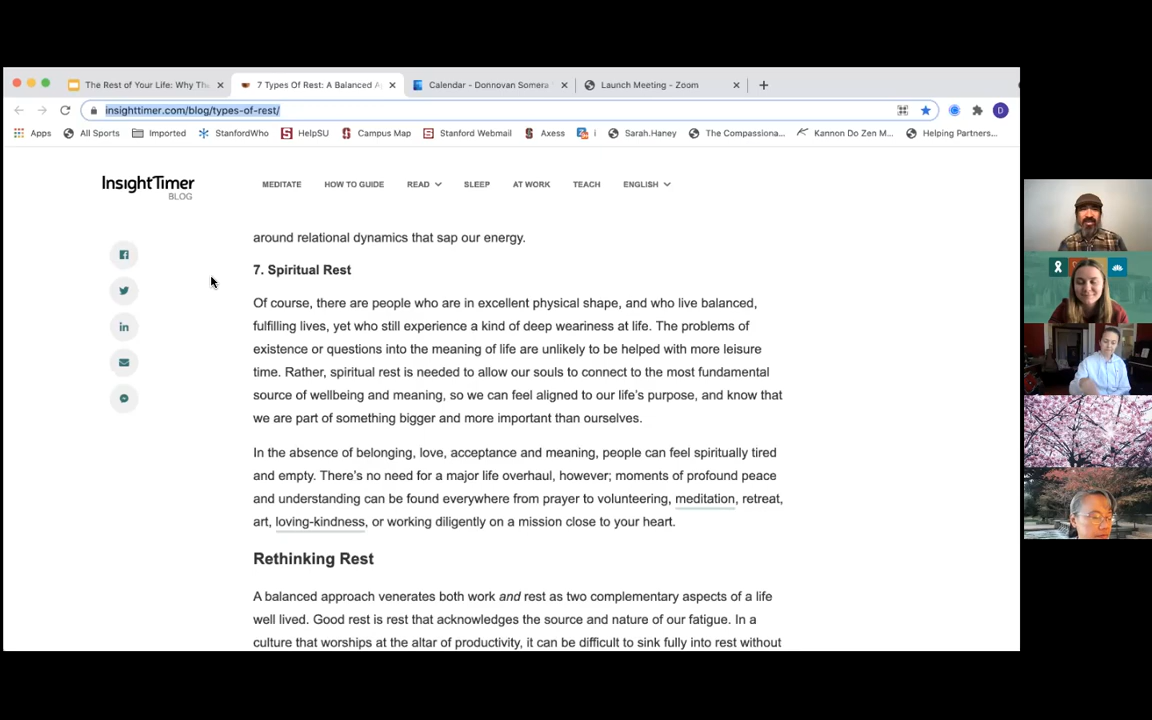 The Rest of Your Life: Why Th
7 Types Of Rest: A Balanced A
Calendar - Donnovan Somera
Launch Meeting - Zoom
insighttimer.com/blog/types-of-rest/
D
Apps
All Sports
Imported
StanfordWho
HelpSU
Campus Map
Stanford Webmail
Axess
i
Sarah.Haney
The Compassiona...
Kannon Do Zen M...
Helping Partners...
InsightTimer
BLOG
MEDITATE
HOW TO GUIDE
READ
SLEEP
AT WORK
TEACH
ENGLISH
around relational dynamics that sap our energy.
7. Spiritual Rest
Of course, there are people who are in excellent physical shape, and who live balanced,
fulfilling lives, yet who still experience a kind of deep weariness at life. The problems of
existence or questions into the meaning of life are unlikely to be helped with more leisure
time. Rather, spiritual rest is needed to allow our souls to connect to the most fundamental
source of wellbeing and meaning, so we can feel aligned to our life's purpose, and know that
we are part of something bigger and more important than ourselves.
In the absence of belonging, love, acceptance and meaning, people can feel spiritually tired
and empty. There's no need for a major life overhaul, however; moments of profound peace
and understanding can be found everywhere from prayer to volunteering, meditation, retreat,
art, loving-kindness, or working diligently on a mission close to your heart.
Rethinking Rest
A balanced approach venerates both work and rest as two complementary aspects of a life
well lived. Good rest is rest that acknowledges the source and nature of our fatigue. In a
culture that worships at the altar of productivity, it can be difficult to sink fully into rest without